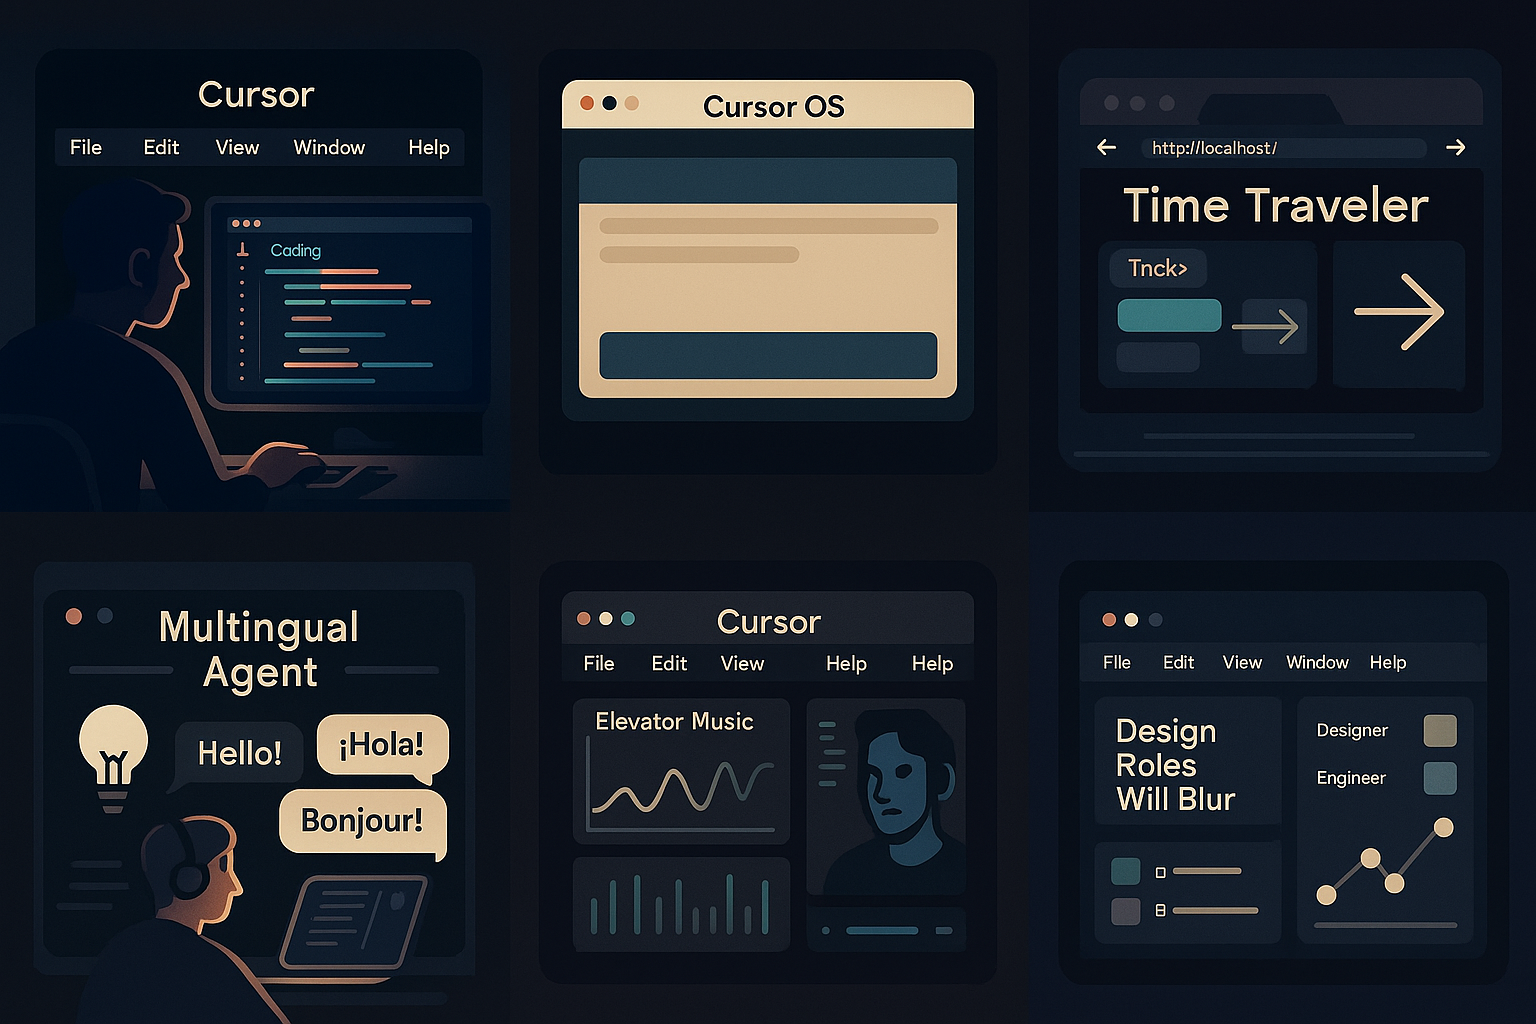 Cursor
File Edit View Window Help
Cading
Cursor OS
http://localhost/
Time Traveler
Tnck>
Multingual
Agent
Hello!
¡Hola!
Bonjour!
Cursor
File Edit View Help Help
Elevator Music
FIle Edit View Window Help
Design
Roles
Will Blur
Designer
Engineer